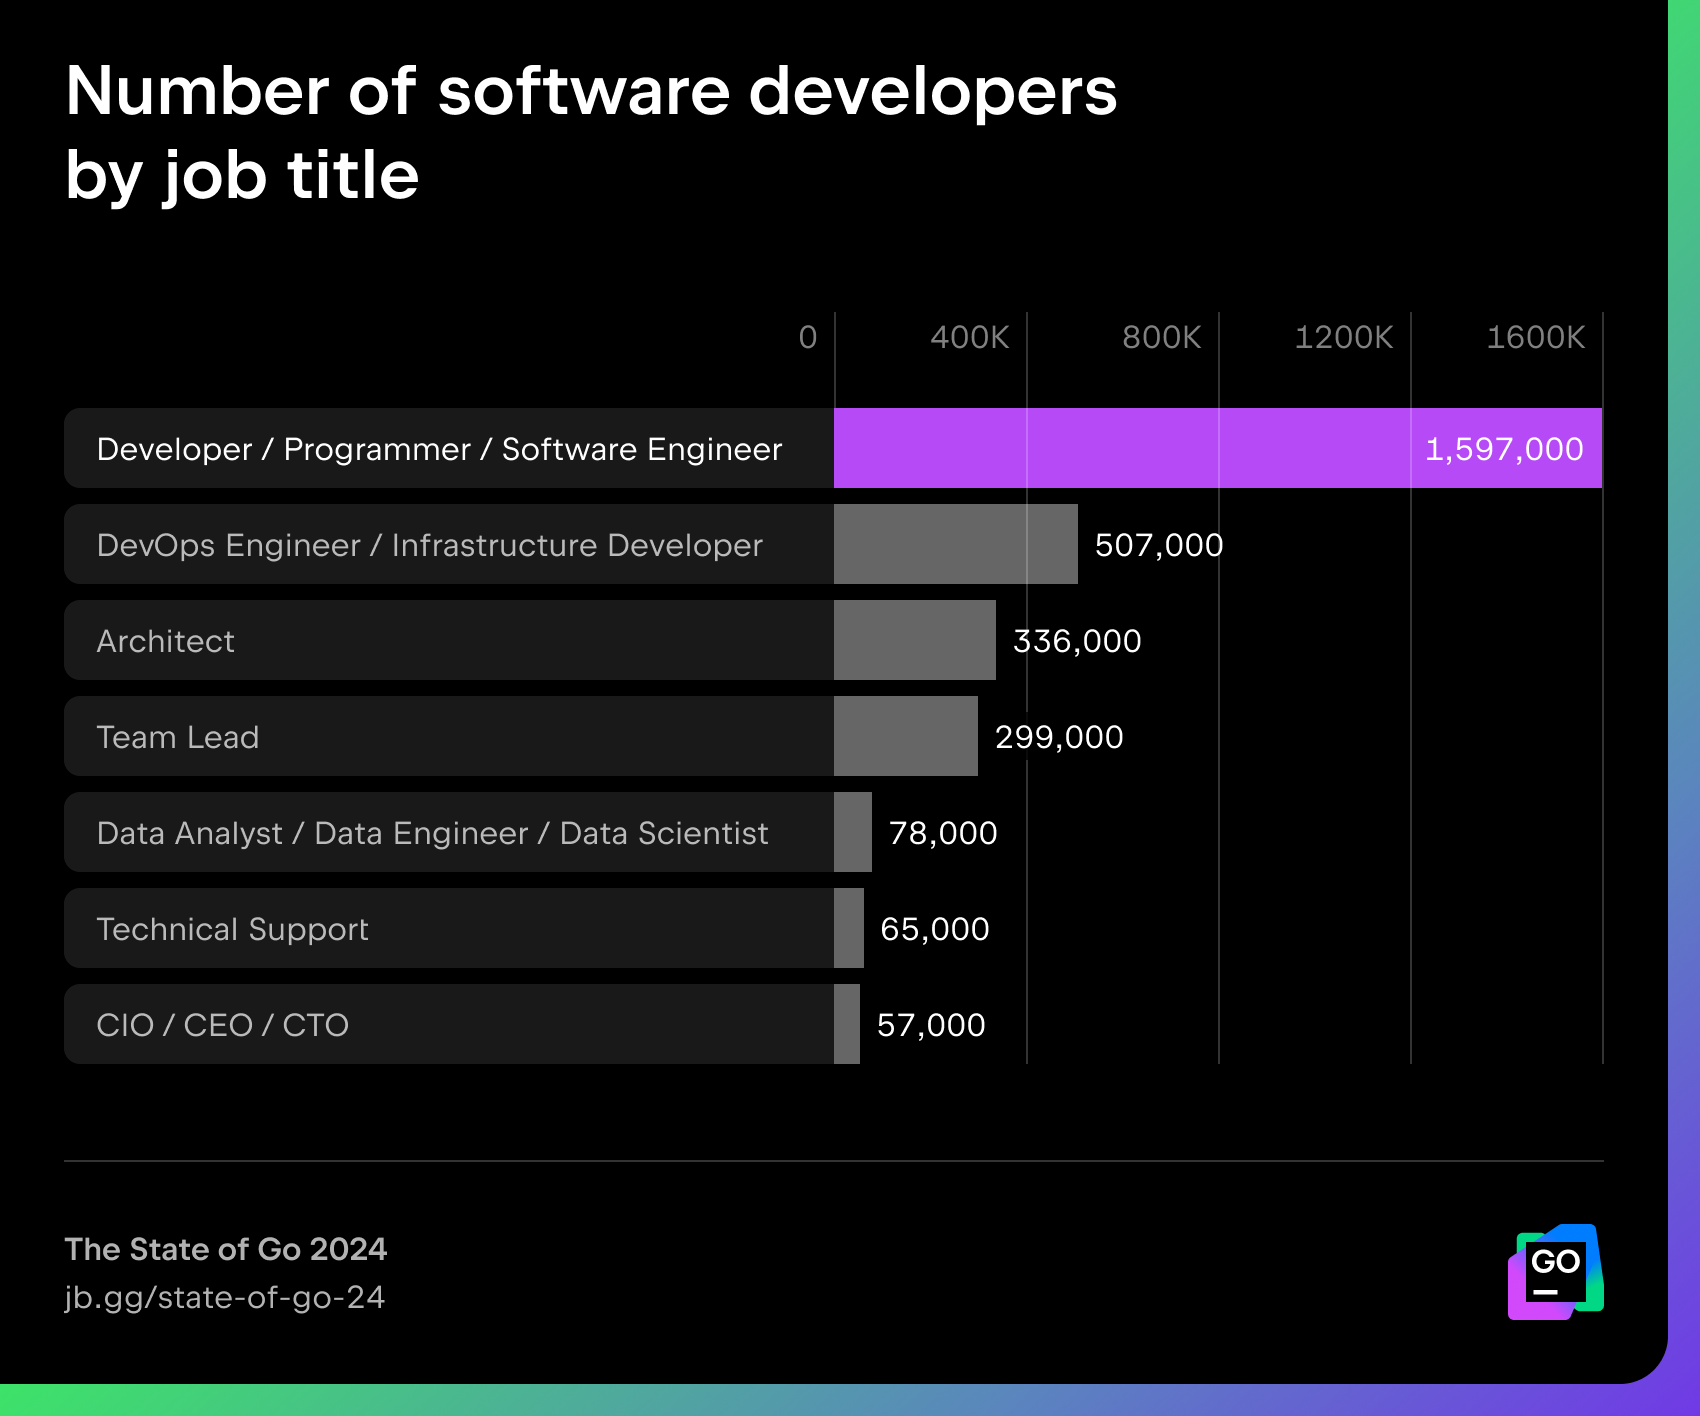 Number of software developers
by job title
0 400K 800K 1200K 1600K
Developer / Programmer / Software Engineer 1,597,000
DevOps Engineer / Infrastructure Developer 507,000
Architect 336,000
Team Lead 299,000
Data Analyst / Data Engineer / Data Scientist 78,000
Technical Support 65,000
CIO / CEO / CTO 57,000
The State of Go 2024
jb.gg/state-of-go-24
GO